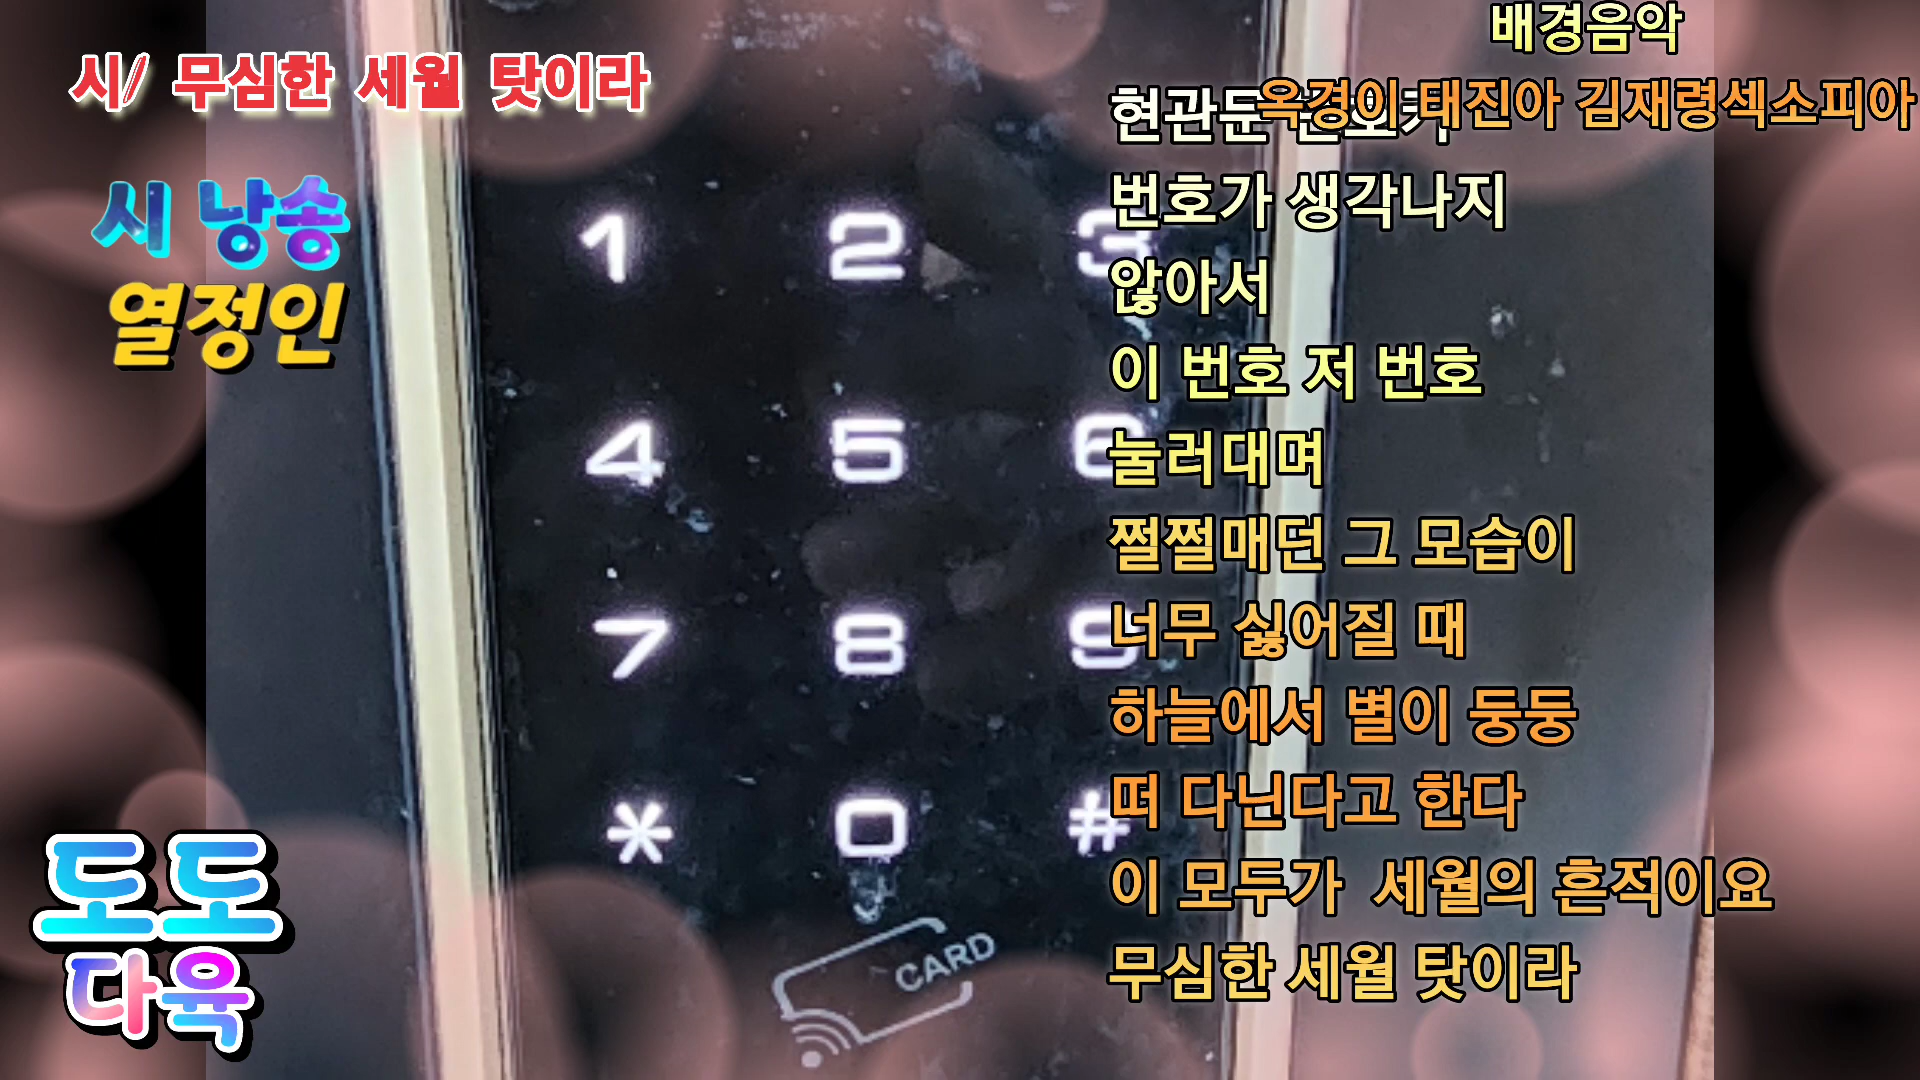 시/ 무심한 세월 탓이라
시 낭송
열정인
도도
다육
배경음악
옥경이 태진아 김재령섹소피아
현관문
번호가 생각나지
않아서
이 번호 저 번호
눌러대며
쩔쩔매던 그 모습이
너무 싫어질 때
하늘에서 별이 둥둥
떠 다닌다고 한다
이 모두가 세월의 흔적이요
무심한 세월 탓이라
1 2 3
4 5 6
7 8 9
* 0 #
CARD